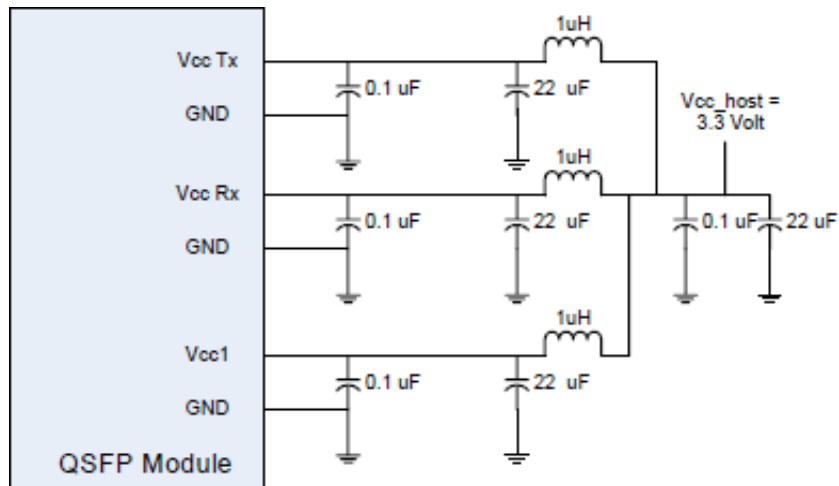 1uH
Vcc Tx
0.1 uF
22 uF
GND
Vcc_host =
3.3 Volt
1uH
Vcc Rx
0.1 uF
22 uF
0.1 uF
22 uF
GND
1uH
Vcc1
0.1 uF
22 uF
GND
QSFP Module